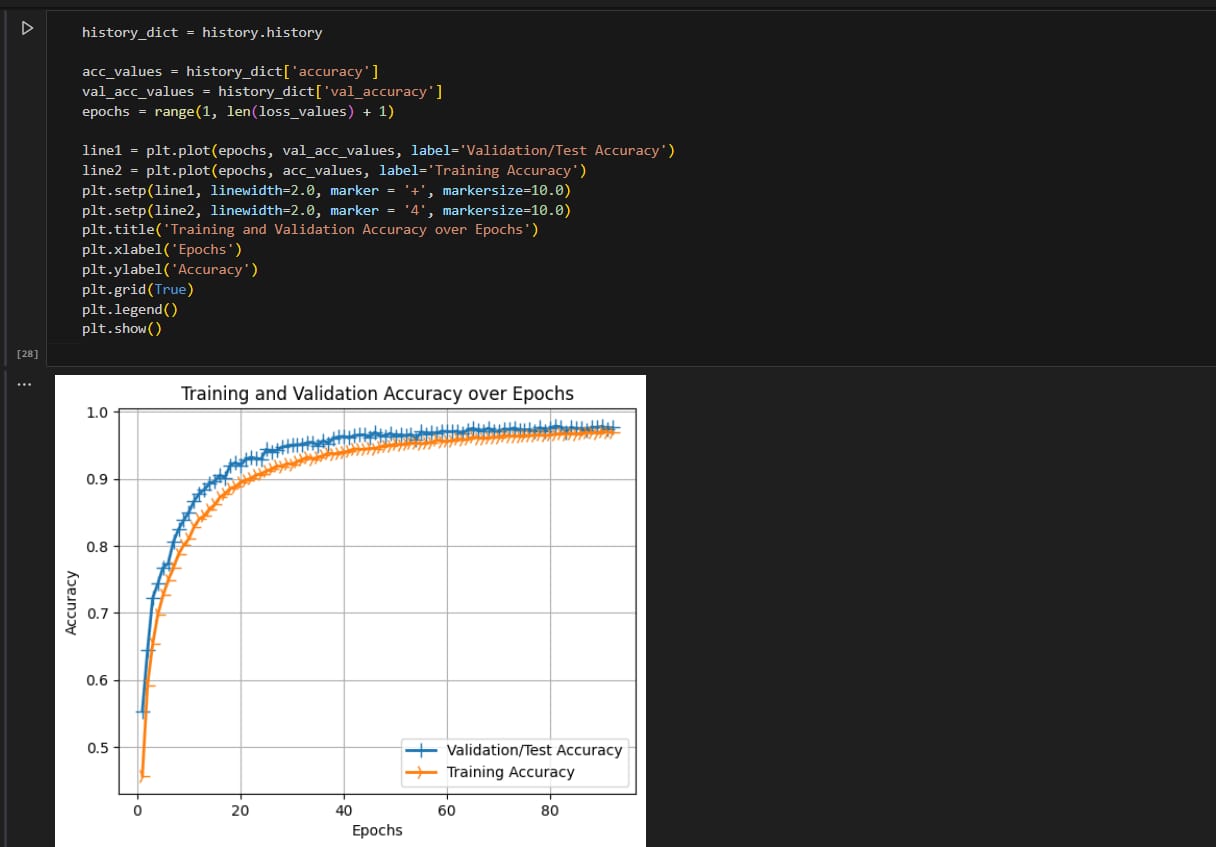 history_dict = history.history
acc_values = history_dict['accuracy']
val_acc_values = history_dict['val_accuracy']
epochs = range(1, len(loss_values) + 1)
line1 = plt.plot(epochs, val_acc_values, label='Validation/Test Accuracy')
line2 = plt.plot(epochs, acc_values, label='Training Accuracy')
plt.setp(line1, linewidth=2.0, marker = '+', markersize=10.0)
plt.setp(line2, linewidth=2.0, marker = '4', markersize=10.0)
plt.title('Training and Validation Accuracy over Epochs')
plt.xlabel('Epochs')
plt.ylabel('Accuracy')
plt.grid(True)
plt.legend()
plt.show()
[28]
...
Training and Validation Accuracy over Epochs
1.0
0.9
0.8
0.7
0.6
0.5
Accuracy
Validation/Test Accuracy
Training Accuracy
0 20 40 60 80
Epochs